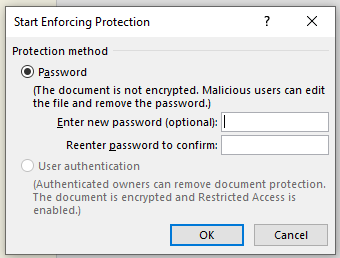 Start Enforcing Protection ? ×
Protection method
Password
(The document is not encrypted. Malicious users can edit
the file and remove the password.)
Enter new password (optional):
Reenter password to confirm:
User authentication
(Authenticated owners can remove document protection.
The document is encrypted and Restricted Access is
enabled.)
OK Cancel